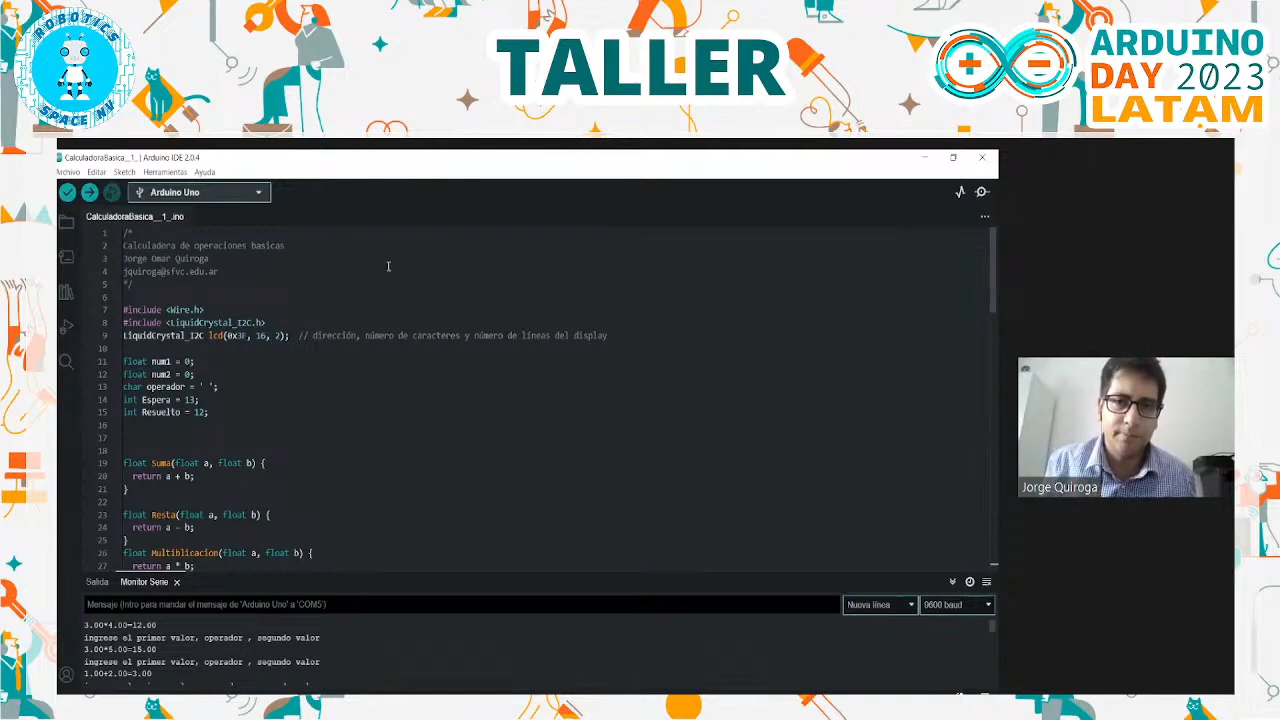 ROBOTICS
SPACE NV
TALLER
ARDUINO
DAY 2023
LATAM
CalculadoraBasica__1_ | Arduino IDE 2.0.4
Archivo Editar Sketch Herramientas Ayuda
Arduino Uno
CalculadoraBasica__1_.ino
1 /*
2 Calculadora de operaciones basicas
3 Jorge Omar Quiroga
4 jquiroga@sfvc.edu.ar
5 */
6
7 #include <Wire.h>
8 #include <LiquidCrystal_I2C.h>
9 LiquidCrystal_I2C lcd(0x3F, 16, 2); // dirección, número de caracteres y número de líneas del display
10
11 float num1 = 0;
12 float num2 = 0;
13 char operador = ' ';
14 int Espera = 13;
15 int Resuelto = 12;
16
17
18
19 float Suma(float a, float b) {
20 return a + b;
21 }
22
23 float Resta(float a, float b) {
24 return a - b;
25 }
26 float Multiblicacion(float a, float b) {
27 return a * b;
Jorge Quiroga
Salida Monitor Serie
Mensaje (Intro para mandar el mensaje de 'Arduino Uno' a 'COM5')
Nueva línea
9600 baud
3.00*4.00=12.00
ingrese el primer valor, operador , segundo valor
3.00*5.00=15.00
ingrese el primer valor, operador , segundo valor
1.00+2.00=3.00